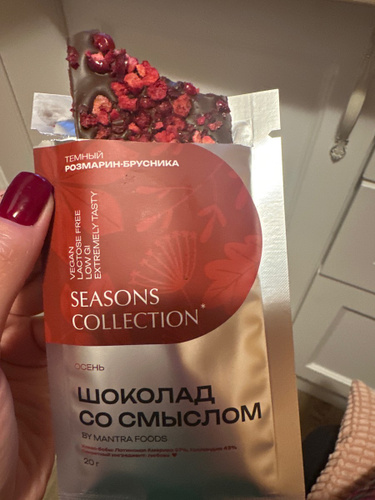 ТЕМНЫЙ
РОЗМАРИН-БРУСНИКА
VEGAN
LACTOSE FREE
LOW GI
EXTREMELY TASTY
SEASONS
COLLECTION*
ОСЕНЬ
ШОКОЛАД
СО СМЫСЛОМ
BY MANTRA FOODS
20 г